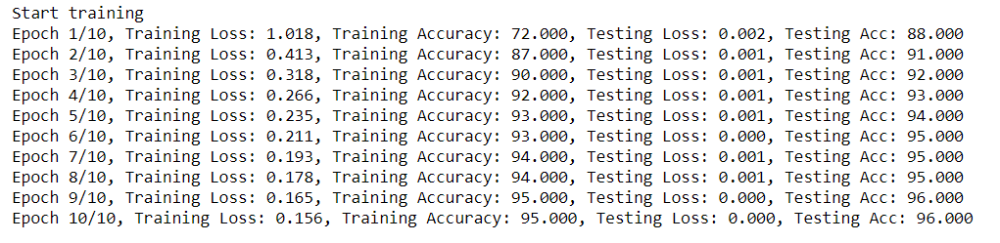 Start training
Epoch 1/10, Training Loss: 1.018, Training Accuracy: 72.000, Testing Loss: 0.002, Testing Acc: 88.000
Epoch 2/10, Training Loss: 0.413, Training Accuracy: 87.000, Testing Loss: 0.001, Testing Acc: 91.000
Epoch 3/10, Training Loss: 0.318, Training Accuracy: 90.000, Testing Loss: 0.001, Testing Acc: 92.000
Epoch 4/10, Training Loss: 0.266, Training Accuracy: 92.000, Testing Loss: 0.001, Testing Acc: 93.000
Epoch 5/10, Training Loss: 0.235, Training Accuracy: 93.000, Testing Loss: 0.001, Testing Acc: 94.000
Epoch 6/10, Training Loss: 0.211, Training Accuracy: 93.000, Testing Loss: 0.000, Testing Acc: 95.000
Epoch 7/10, Training Loss: 0.193, Training Accuracy: 94.000, Testing Loss: 0.001, Testing Acc: 95.000
Epoch 8/10, Training Loss: 0.178, Training Accuracy: 94.000, Testing Loss: 0.001, Testing Acc: 95.000
Epoch 9/10, Training Loss: 0.165, Training Accuracy: 95.000, Testing Loss: 0.000, Testing Acc: 96.000
Epoch 10/10, Training Loss: 0.156, Training Accuracy: 95.000, Testing Loss: 0.000, Testing Acc: 96.000